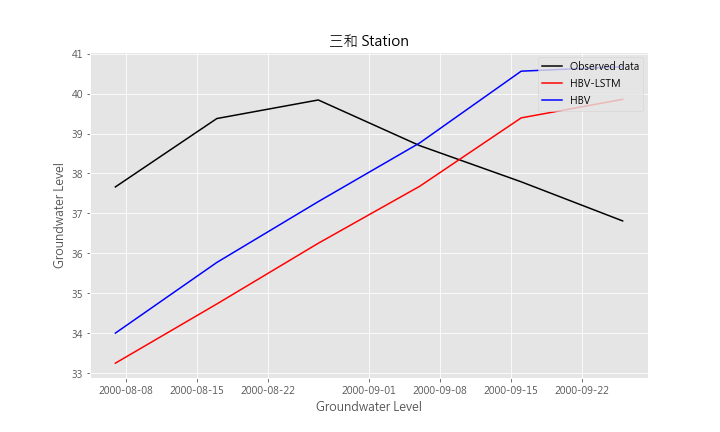 三和 Station
41
40
39
38
37
36
35
34
33
Groundwater Level
Observed data
HBV-LSTM
HBV
2000-08-08
2000-08-15
2000-08-22
2000-09-01
2000-09-08
2000-09-15
2000-09-22
Groundwater Level